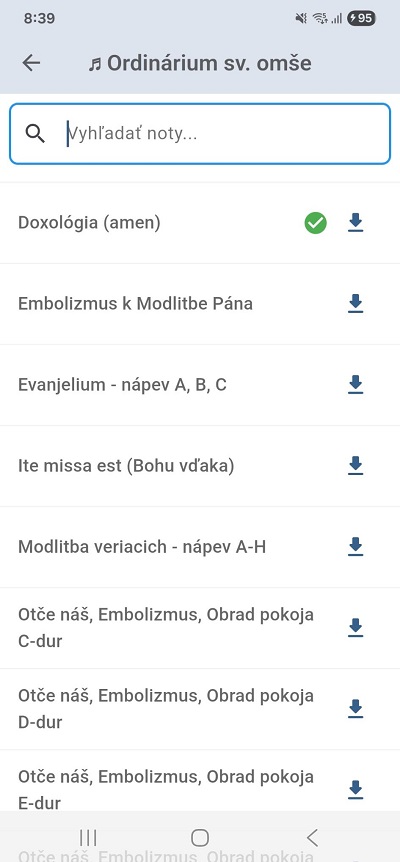 8:39
95
Ordinárium sv. omše
Vyhľadať noty...
Doxológia (amen)
Embolizmus k Modlitbe Pána
Evanjelium - nápev A, B, C
Ite missa est (Bohu vďaka)
Modlitba veriacich - nápev A-H
Otče náš, Embolizmus, Obrad pokoja
C-dur
Otče náš, Embolizmus, Obrad pokoja
D-dur
Otče náš, Embolizmus, Obrad pokoja
E-dur
Otče náš, Embolizmus, Obrad pokoja